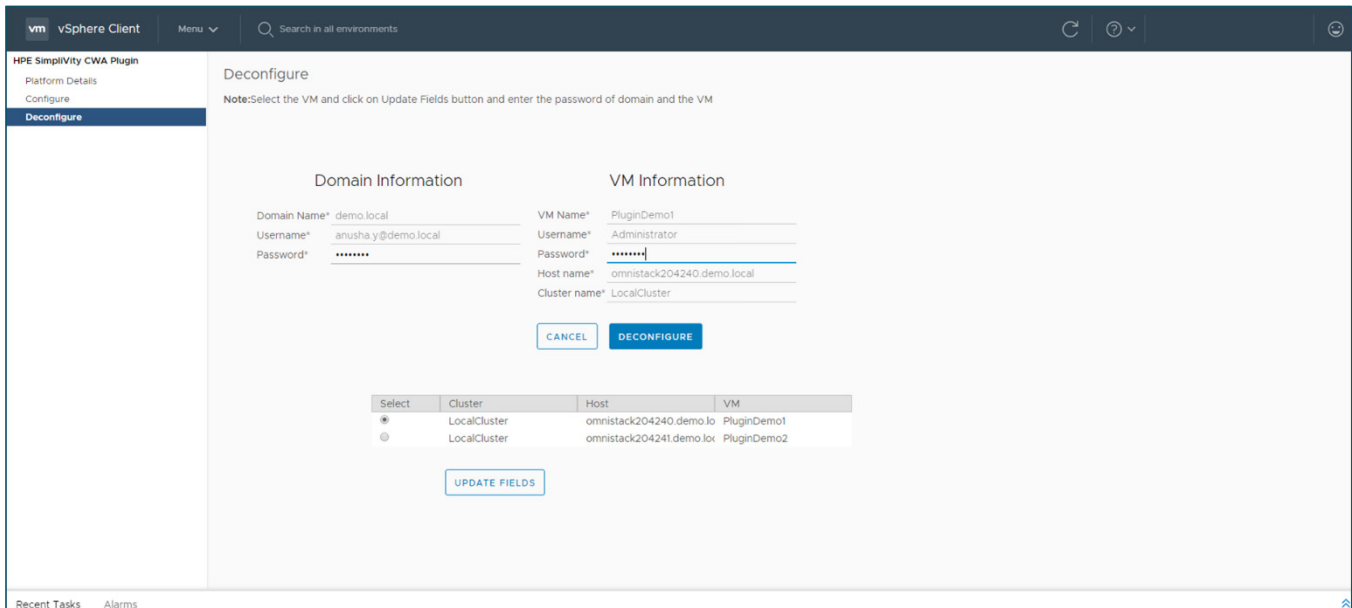 vm vSphere Client Menu Search in all environments
HPE SimpliVity CWA Plugin
Platform Details
Configure
Deconfigure
Deconfigure
Note:Select the VM and click on Update Fields button and enter the password of domain and the VM
Domain Information
Domain Name* demo.local
Username* anusha.y@demo.local
Password* ••••••••
VM Information
VM Name* PluginDemo1
Username* Administrator
Password* ••••••••
Host name* omnistack204240.demo.local
Cluster name* LocalCluster
CANCEL DECONFIGURE
Select Cluster Host VM
LocalCluster omnistack204240.demo.lo PluginDemo1
LocalCluster omnistack204241.demo.loc PluginDemo2
UPDATE FIELDS
Recent Tasks Alarms